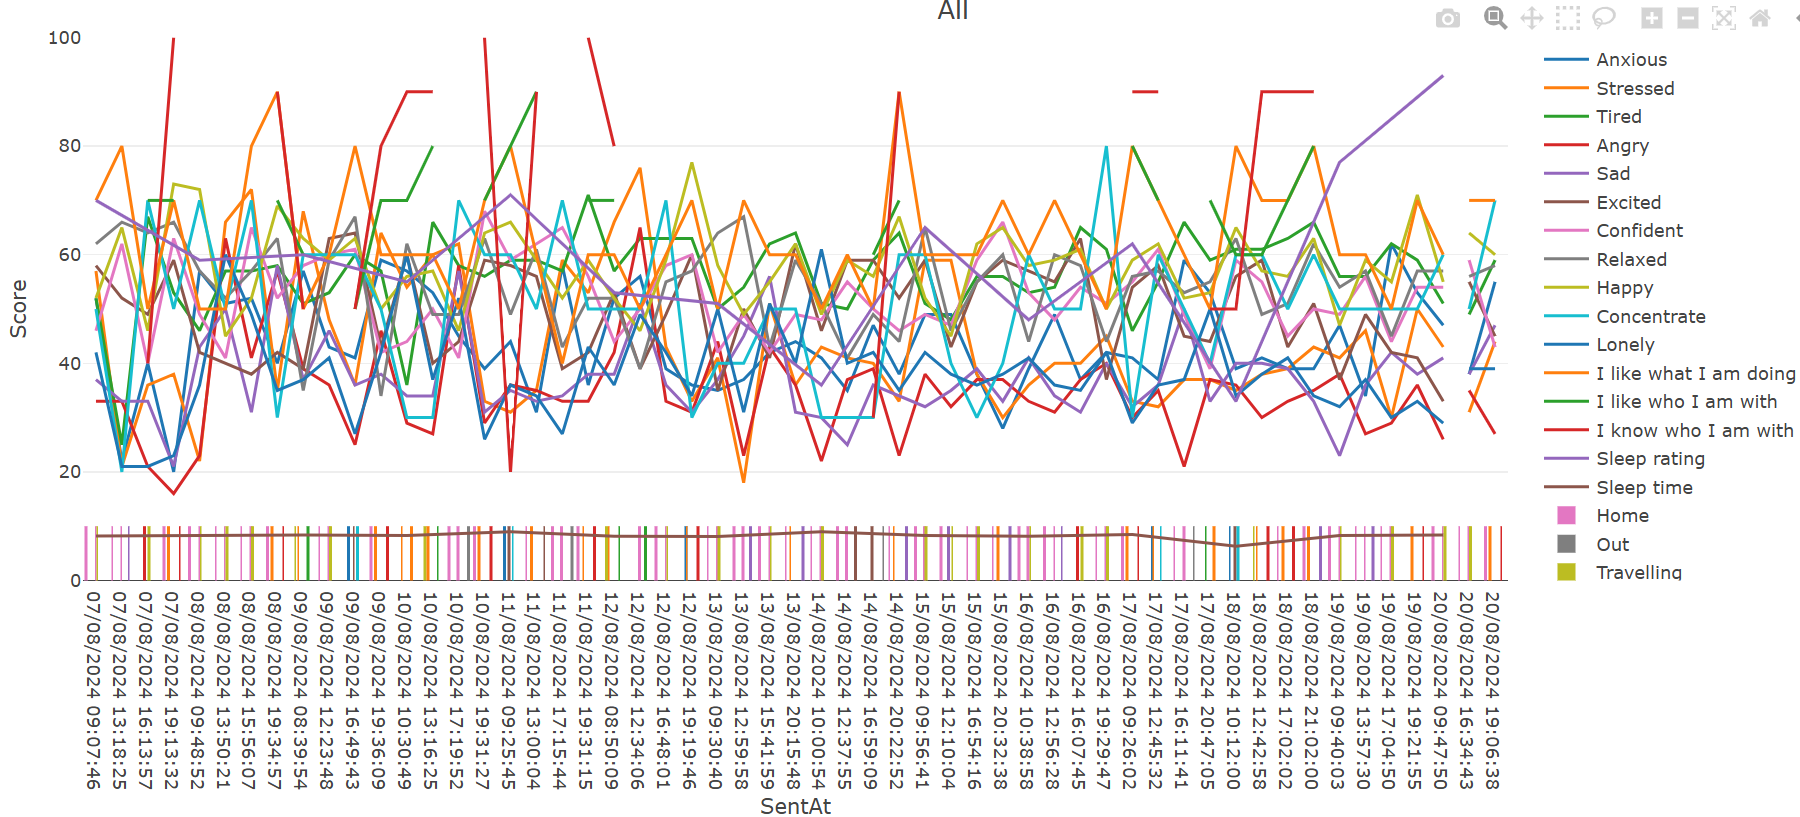 All
100
80
60
40
20
0
Score
07/08/2024 09:07:46
07/08/2024 13:18:25
07/08/2024 16:13:57
07/08/2024 19:13:32
08/08/2024 09:48:52
08/08/2024 13:50:21
08/08/2024 15:56:07
08/08/2024 19:34:57
09/08/2024 08:39:54
09/08/2024 12:23:48
09/08/2024 16:49:43
09/08/2024 19:36:09
10/08/2024 10:30:49
10/08/2024 13:16:25
10/08/2024 17:19:52
10/08/2024 19:31:27
11/08/2024 09:25:45
11/08/2024 13:00:04
11/08/2024 17:15:44
11/08/2024 19:31:15
12/08/2024 08:50:09
12/08/2024 12:34:06
12/08/2024 16:48:01
12/08/2024 19:19:46
13/08/2024 09:30:40
13/08/2024 12:59:58
13/08/2024 15:41:59
13/08/2024 20:15:48
14/08/2024 10:00:54
14/08/2024 12:37:55
14/08/2024 16:59:09
14/08/2024 20:22:52
15/08/2024 09:56:41
15/08/2024 12:10:04
15/08/2024 16:54:16
15/08/2024 20:32:38
16/08/2024 10:38:58
16/08/2024 12:56:28
16/08/2024 16:07:45
16/08/2024 19:29:47
17/08/2024 09:26:02
17/08/2024 12:45:32
17/08/2024 16:11:41
17/08/2024 20:47:05
18/08/2024 10:12:00
18/08/2024 12:42:58
18/08/2024 17:02:02
18/08/2024 21:02:00
19/08/2024 09:40:03
19/08/2024 13:57:30
19/08/2024 17:04:50
19/08/2024 19:21:55
20/08/2024 09:47:50
20/08/2024 16:34:43
20/08/2024 19:06:38
SentAt
Anxious
Stressed
Tired
Angry
Sad
Excited
Confident
Relaxed
Happy
Concentrate
Lonely
I like what I am doing
I like who I am with
I know who I am with
Sleep rating
Sleep time
Home
Out
Travelling